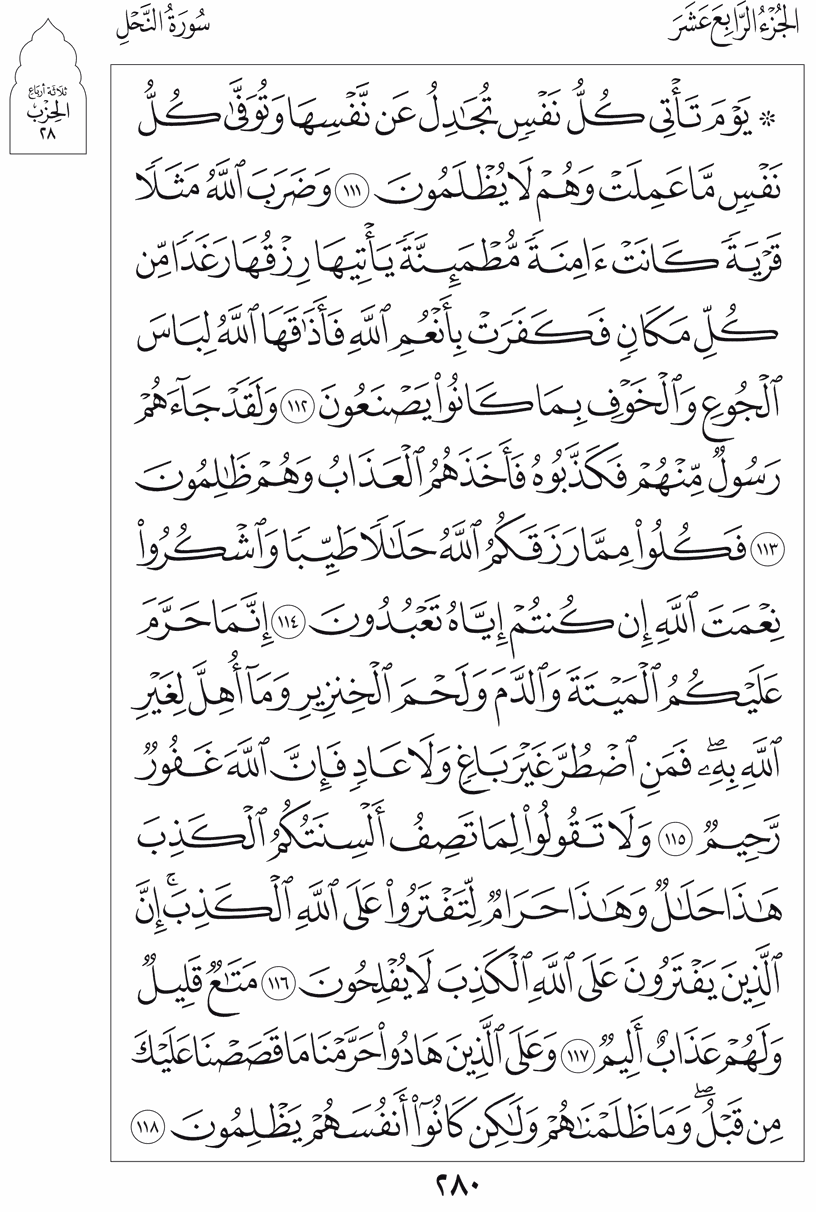 الجُزْءُ الرَّابِعَ عَشَرَ
سُورَةُ النَّحْلِ
ثلاثة أرباع
الحِزْب
٢٨
۞ يَوْمَ تَأْتِي كُلُّ نَفْسٖ تُجَٰدِلُ عَن نَّفْسِهَا وَتُوَفَّىٰ كُلُّ
نَفْسٖ مَّا عَمِلَتْ وَهُمْ لَا يُظْلَمُونَ ١١١ وَضَرَبَ ٱللَّهُ مَثَلٗا
قَرْيَةٗ كَانَتْ ءَامِنَةٗ مُّطْمَئِنَّةٗ يَأْتِيهَا رِزْقُهَا رَغَدٗا مِّن
كُلِّ مَكَانٖ فَكَفَرَتْ بِأَنْعُمِ ٱللَّهِ فَأَذَٰقَهَا ٱللَّهُ لِبَاسَ
ٱلْجُوعِ وَٱلْخَوْفِ بِمَا كَانُوا۟ يَصْنَعُونَ ١١٢ وَلَقَدْ جَآءَهُمْ
رَسُولٞ مِّنْهُمْ فَكَذَّبُوهُ فَأَخَذَهُمُ ٱلْعَذَابُ وَهُمْ ظَٰلِمُونَ
١١٣ فَكُلُوا۟ مِمَّا رَزَقَكُمُ ٱللَّهُ حَلَٰلٗا طَيِّبٗا وَٱشْكُرُوا۟
نِعْمَتَ ٱللَّهِ إِن كُنتُمْ إِيَّاهُ تَعْبُدُونَ ١١٤ إِنَّمَا حَرَّمَ
عَلَيْكُمُ ٱلْمَيْتَةَ وَٱلدَّمَ وَلَحْمَ ٱلْخِنزِيرِ وَمَآ أُهِلَّ لِغَيْرِ
ٱللَّهِ بِهِۦۖ فَمَنِ ٱضْطُرَّ غَيْرَ بَاغٖ وَلَا عَادٖ فَإِنَّ ٱللَّهَ غَفُورٞ
رَّحِيمٞ ١١٥ وَلَا تَقُولُوا۟ لِمَا تَصِفُ أَلْسِنَتُكُمُ ٱلْكَذِبَ
هَٰذَا حَلَٰلٞ وَهَٰذَا حَرَامٞ لِّتَفْتَرُوا۟ عَلَى ٱللَّهِ ٱلْكَذِبَۚ إِنَّ
ٱلَّذِينَ يَفْتَرُونَ عَلَى ٱللَّهِ ٱلْكَذِبَ لَا يُفْلِحُونَ ١١٦ مَتَٰعٞ قَلِيلٞ
وَلَهُمْ عَذَابٌ أَلِيمٞ ١١٧ وَعَلَى ٱلَّذِينَ هَادُوا۟ حَرَّمْنَا مَا قَصَصْنَا عَلَيْكَ
مِن قَبْلُۖ وَمَا ظَلَمْنَٰهُمْ وَلَٰكِن كَانُوٓا۟ أَنفُسَهُمْ يَظْلِمُونَ ١١٨
٢٨٠